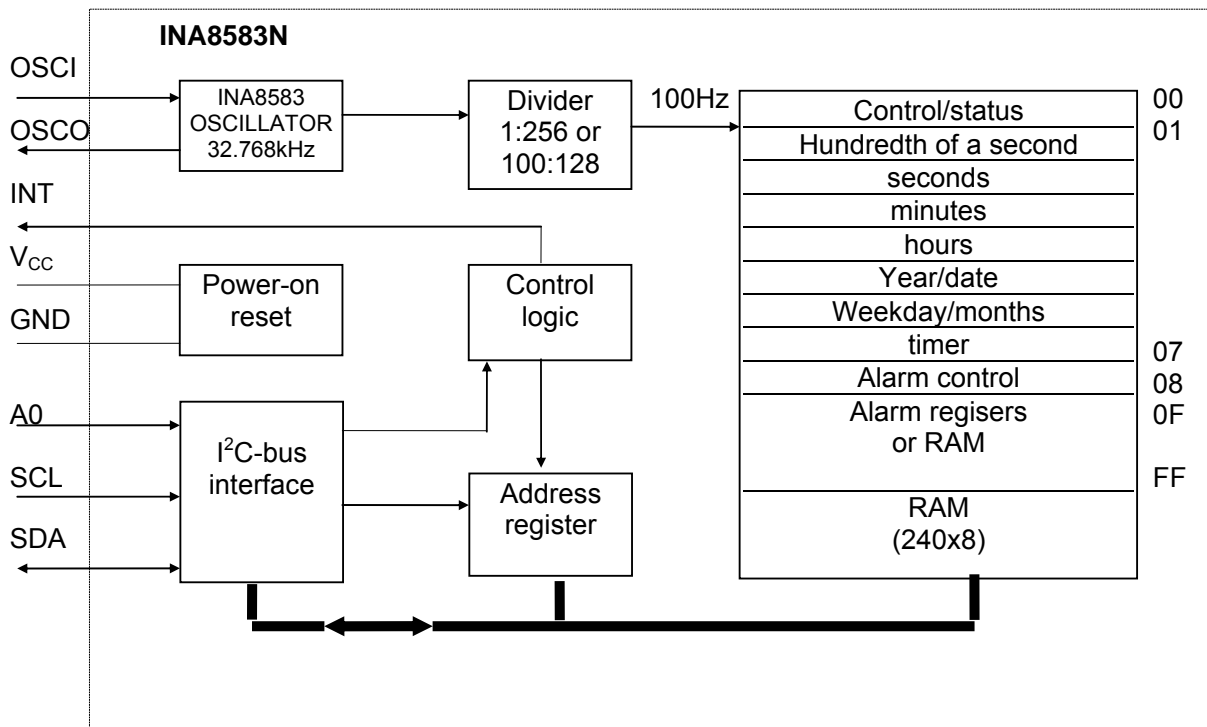 INA8583N
OSCI
OSCO
INT
VCC
GND
A0
SCL
SDA
INA8583
OSCILLATOR
32.768kHz
Divider
1:256 or
100:128
100Hz
Power-on
reset
Control
logic
I²C-bus
interface
Address
register
Control/status
Hundredth of a second
seconds
minutes
hours
Year/date
Weekday/months
timer
Alarm control
Alarm regisers
or RAM
RAM
(240x8)
00
01
07
08
0F
FF